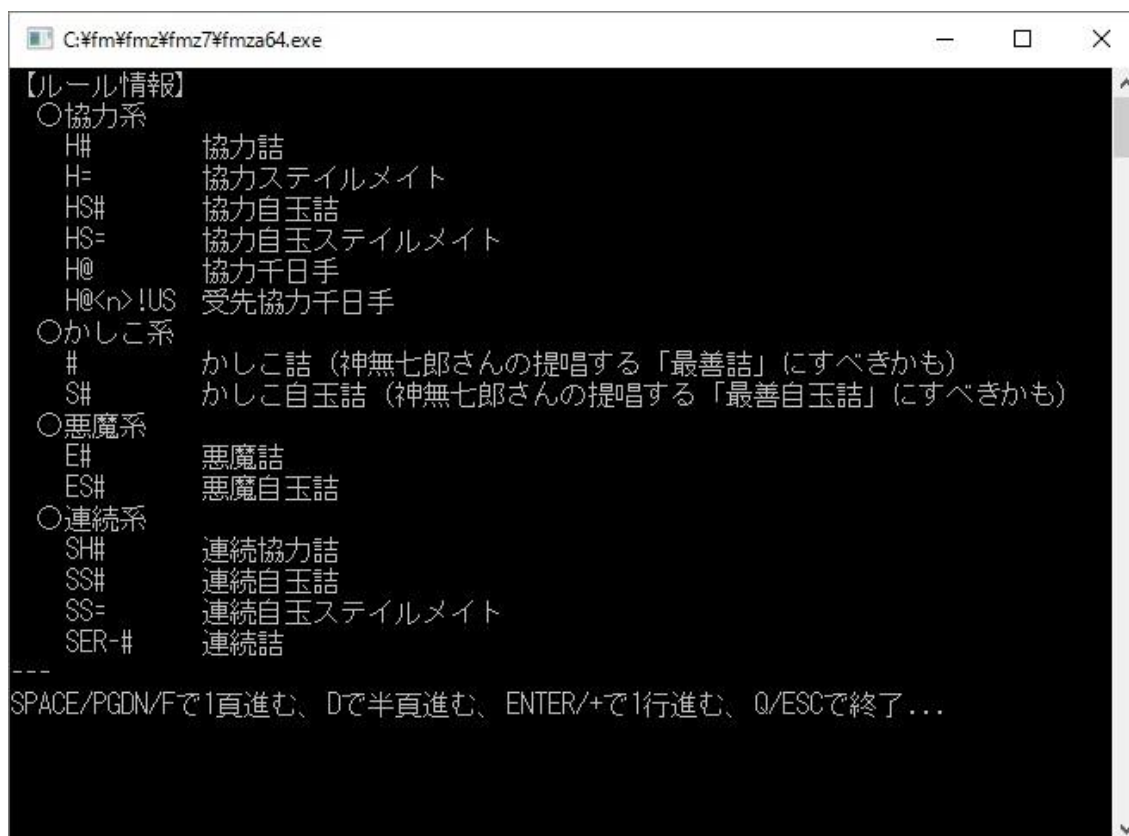 C:¥fm¥fmz¥fmz7¥fmza64.exe
【ルール情報】
○協力系
H# 協力詰
H= 協力ステイルメイト
HS# 協力自玉詰
HS= 協力自玉ステイルメイト
H@ 協力千日手
H@<n>!US 受先協力千日手
○かしこ系
# かしこ詰（神無七郎さんの提唱する「最善詰」にすべきかも）
S# かしこ自玉詰（神無七郎さんの提唱する「最善自玉詰」にすべきかも）
○悪魔系
E# 悪魔詰
ES# 悪魔自玉詰
○連続系
SH# 連続協力詰
SS# 連続自玉詰
SS= 連続自玉ステイルメイト
SER-# 連続詰
---
SPACE/PGDN/Fで1頁進む、Dで半頁進む、ENTER/+で1行進む、Q/ESCで終了...